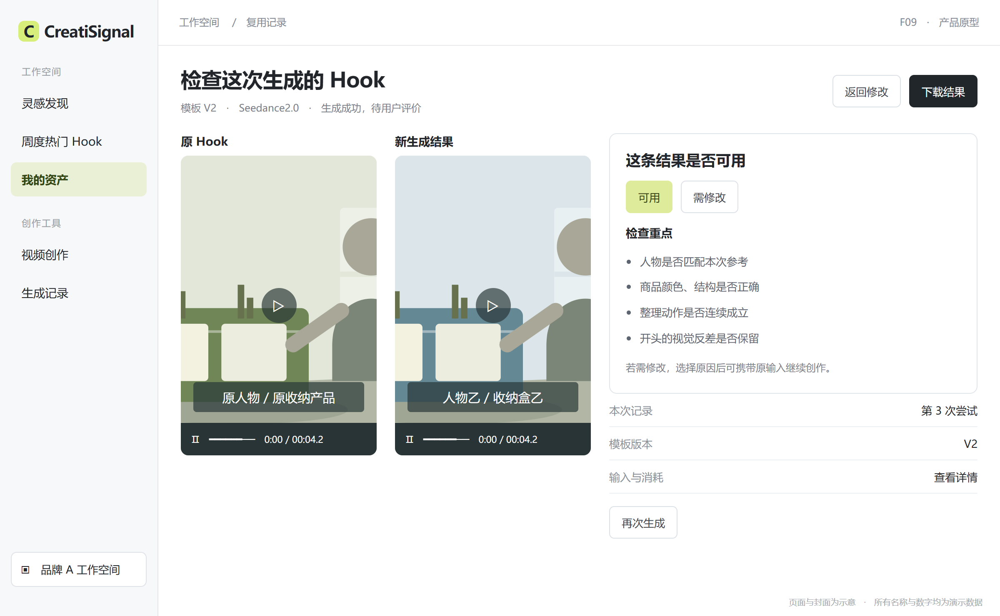 C CreatiSignal
工作空间
灵感发现
周度热门 Hook
我的资产
创作工具
视频创作
生成记录
品牌 A 工作空间
工作空间 / 复用记录
F09 · 产品原型
检查这次生成的 Hook
模板 V2 · Seedance2.0 · 生成成功，待用户评价
返回修改
下载结果
原 Hook
原人物 / 原收纳产品
0:00 / 00:04.2
新生成结果
人物乙 / 收纳盒乙
0:00 / 00:04.2
这条结果是否可用
可用
需修改
检查重点
• 人物是否匹配本次参考
• 商品颜色、结构是否正确
• 整理动作是否连续成立
• 开头的视觉反差是否保留
若需修改，选择原因后可携带原输入继续创作。
本次记录 第 3 次尝试
模板版本 V2
输入与消耗 查看详情
再次生成
页面与封面为示意 · 所有名称与数字均为演示数据